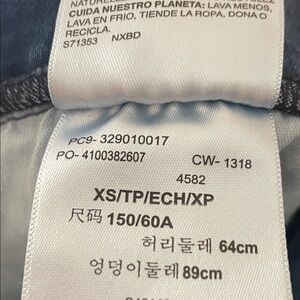 CUIDA NUESTRO PLANETA: LAVA MENOS,
LAVA EN FRIO, TIENDE LA ROPA, DONA O
RECICLA.
S71353 NXBD
PC9- 329010017
PO- 4100382607 CW- 1318
4582
XS/TP/ECH/XP
尺码 150/60A
허리둘레 64cm
엉덩이둘레 89cm